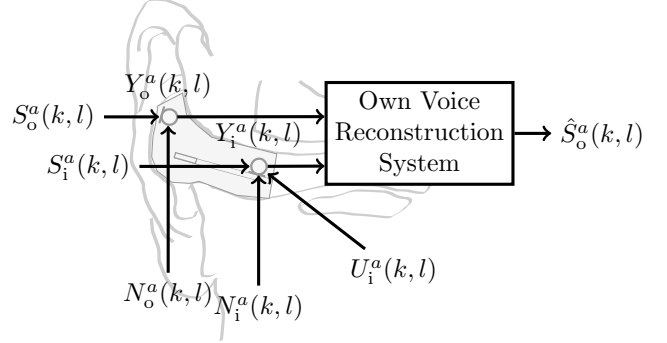 Y_o^a(k, l)
S_o^a(k, l)
Y_i^a(k, l)
S_i^a(k, l)
Own Voice
Reconstruction
System
Ŝ_o^a(k, l)
U_i^a(k, l)
N_o^a(k, l)
N_i^a(k, l)